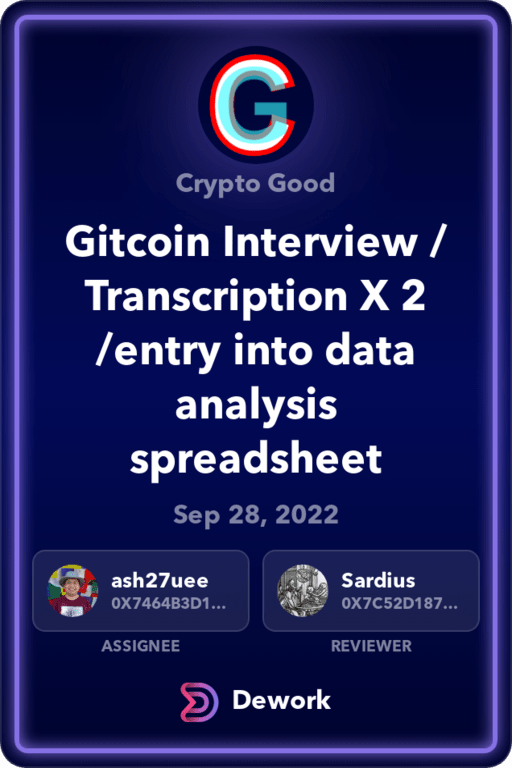 G
Crypto Good
Gitcoin Interview /
Transcription X 2
/entry into data
analysis
spreadsheet
Sep 28, 2022
ash27uee
0X7464B3D1...
ASSIGNEE
Sardius
0X7C52D187...
REVIEWER
Dework